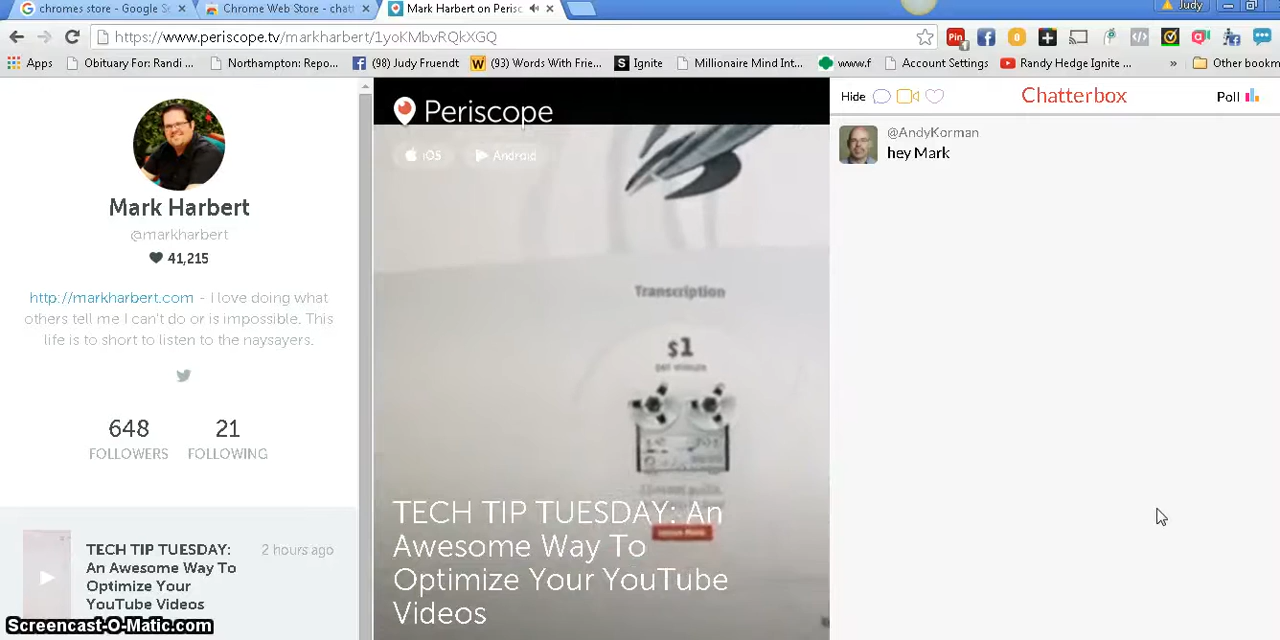 chromes store - Google Se
Chrome Web Store - chat
Mark Harbert on Perisc
Judy
https://www.periscope.tv/markharbert/1yoKMbvRQkXGQ
Apps
Obituary For: Randi ...
Northampton: Repo...
(98) Judy Fruendt
(93) Words With Frie...
Ignite
Millionaire Mind Int...
www.f
Account Settings
Randy Hedge Ignite ...
»
Other bookm
Mark Harbert
@markharbert
41,215
http://markharbert.com - I love doing what
others tell me I can't do or is impossible. This
life is to short to listen to the naysayers.
648
FOLLOWERS
21
FOLLOWING
TECH TIP TUESDAY:
An Awesome Way To
Optimize Your
YouTube Videos
2 hours ago
Screencast-O-Matic.com
Periscope
iOS
Android
Transcription
$1
per minute
TECH TIP TUESDAY: An
Awesome Way To
Optimize Your YouTube
Videos
Hide
Chatterbox
Poll
@AndyKorman
hey Mark